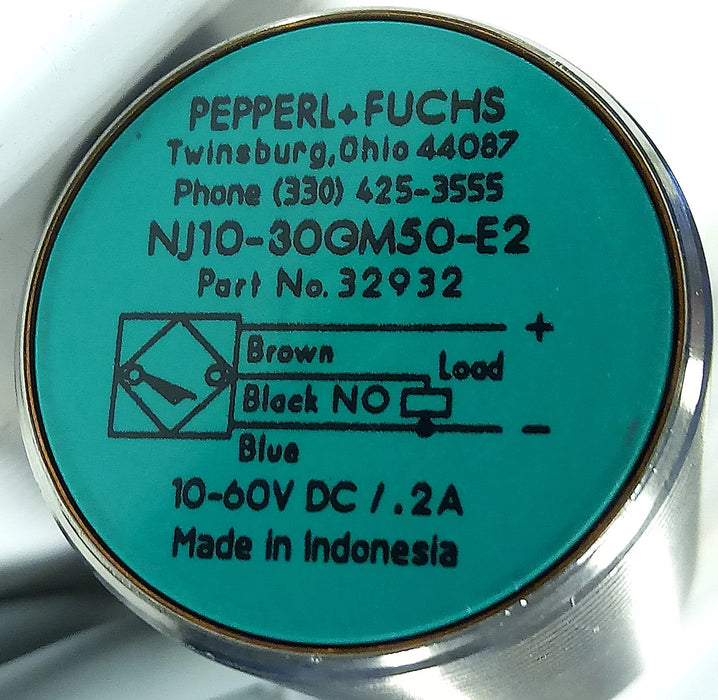 PEPPERL+FUCHS
Twinsburg, Ohio 44087
Phone (330) 425-3555
NJ10-30GM50-E2
Part No. 32932
+
Brown
Load
Black NO
-
Blue
10-60V DC /.2A
Made in Indonesia